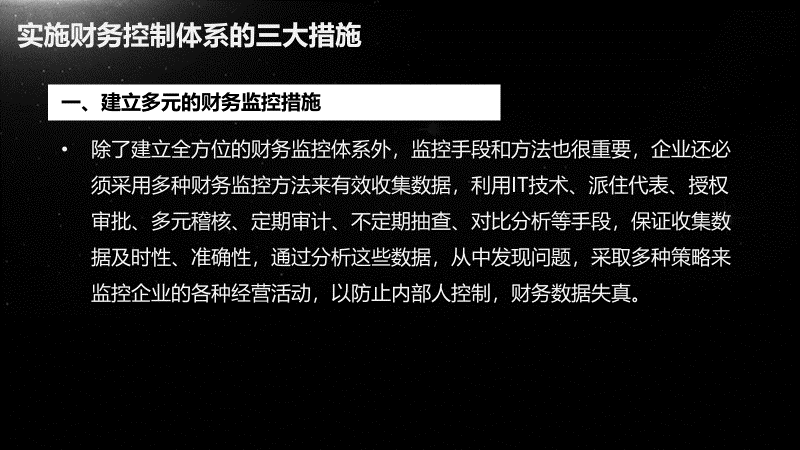 实施财务控制体系的三大措施
一、建立多元的财务监控措施
• 除了建立全方位的财务监控体系外，监控手段和方法也很重要，企业还必
须采用多种财务监控方法来有效收集数据，利用IT技术、派住代表、授权
审批、多元稽核、定期审计、不定期抽查、对比分析等手段，保证收集数
据及时性、准确性，通过分析这些数据，从中发现问题，采取多种策略来
监控企业的各种经营活动，以防止内部人控制，财务数据失真。